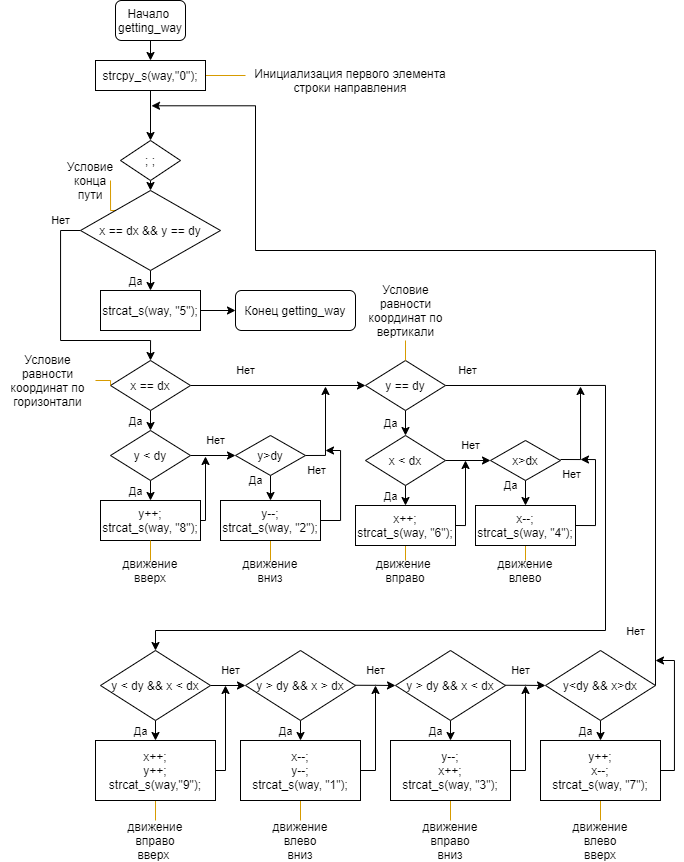 Начало
getting_way
strcpy_s(way,"0");
Инициализация первого элемента
строки направления
; ;
Условие
конца
пути
Нет
x == dx && y == dy
Да
strcat_s(way, "5");
Конец getting_way
Условие
равности
координат по
вертикали
Условие
равности
координат по
горизонтали
x == dx
Нет
y == dy
Нет
Да
Да
y < dy
Нет
y>dy
Нет
x < dx
Нет
x>dx
Нет
Да
Да
Да
Да
y++;
strcat_s(way, "8");
y--;
strcat_s(way, "2");
x++;
strcat_s(way, "6");
x--;
strcat_s(way, "4");
движение
вверх
движение
вниз
движение
вправо
движение
влево
Нет
y < dy && x < dx
Нет
y > dy && x > dx
Нет
y > dy && x < dx
Нет
y<dy && x>dx
Да
Да
Да
Да
x++;
y++;
strcat_s(way,"9");
x--;
y--;
strcat_s(way, "1");
y--;
x++;
strcat_s(way, "3");
y++;
x--;
strcat_s(way, "7");
движение
вправо
вверх
движение
влево
вниз
движение
вправо
вниз
движение
влево
вверх